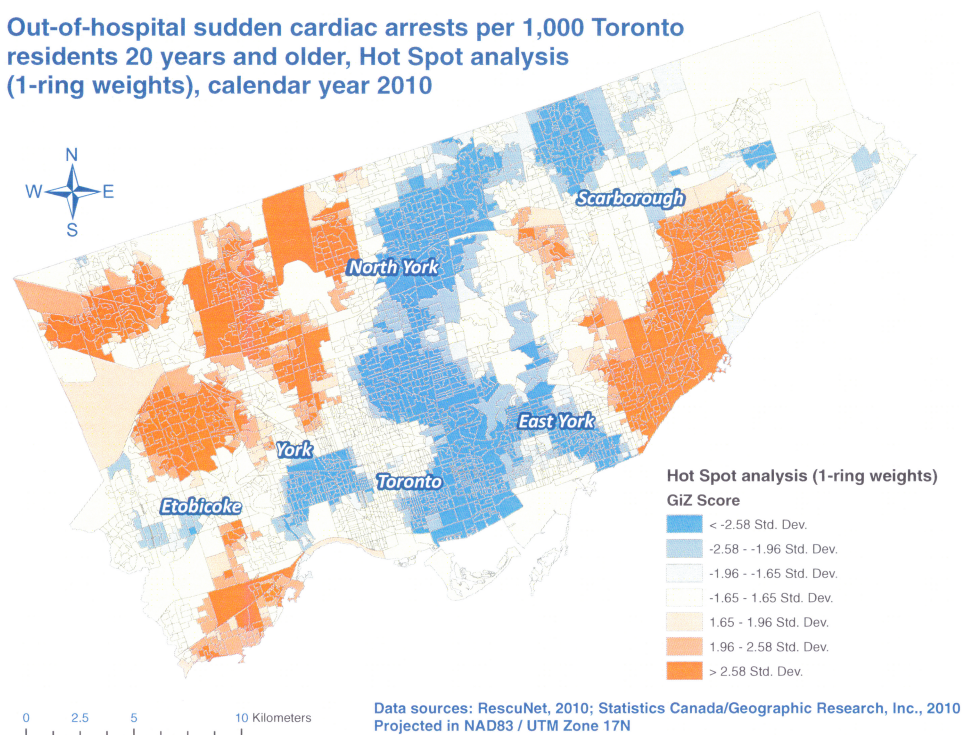 Out-of-hospital sudden cardiac arrests per 1,000 Toronto
residents 20 years and older, Hot Spot analysis
(1-ring weights), calendar year 2010
N
W E
S
Scarborough
North York
East York
York
Toronto
Etobicoke
Hot Spot analysis (1-ring weights)
GiZ Score
< -2.58 Std. Dev.
-2.58 - -1.96 Std. Dev.
-1.96 - -1.65 Std. Dev.
-1.65 - 1.65 Std. Dev.
1.65 - 1.96 Std. Dev.
1.96 - 2.58 Std. Dev.
> 2.58 Std. Dev.
0 2.5 5 10 Kilometers
Data sources: RescuNet, 2010; Statistics Canada/Geographic Research, Inc., 2010
Projected in NAD83 / UTM Zone 17N